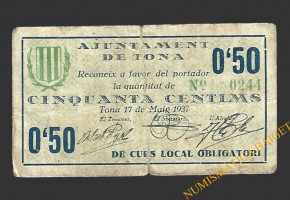 AJUNTAMENT
DE TONA
0'50
Reconeix a favor del portador
la quantitat de
Nº 0244
CINQUANTA CENTIMS
Tona 17 de Maig 1937
El Tresorer, El Secretari, L'Alcalde
0'50
DE CURS LOCAL OBLIGATORI